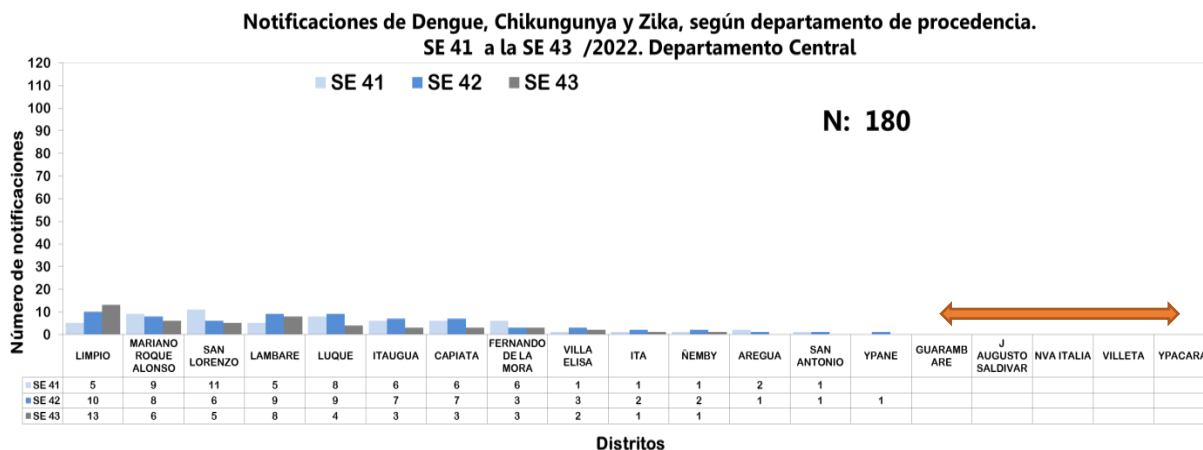 Notificaciones de Dengue, Chikungunya y Zika, según departamento de procedencia.
SE 41 a la SE 43 /2022. Departamento Central
SE 41 SE 42 SE 43
N: 180
Número de notificaciones
120
110
100
90
80
70
60
50
40
30
20
10
0
LIMPIO
MARIANO
ROQUE
ALONSO
SAN
LORENZO
LAMBARE
LUQUE
ITAUGUA
CAPIATA
FERNANDO
DE LA
MORA
VILLA
ELISA
ITA
ÑEMBY
AREGUA
SAN
ANTONIO
YPANE
GUARAMB
ARE
J
AUGUSTO
SALDIVAR
NVA ITALIA
VILLETA
YPACARA
SE 41 5 9 11 5 8 6 6 6 1 1 1 2 1
SE 42 10 8 6 9 9 7 7 3 3 2 2 1 1 1
SE 43 13 6 5 8 4 3 3 3 2 1 1
Distritos